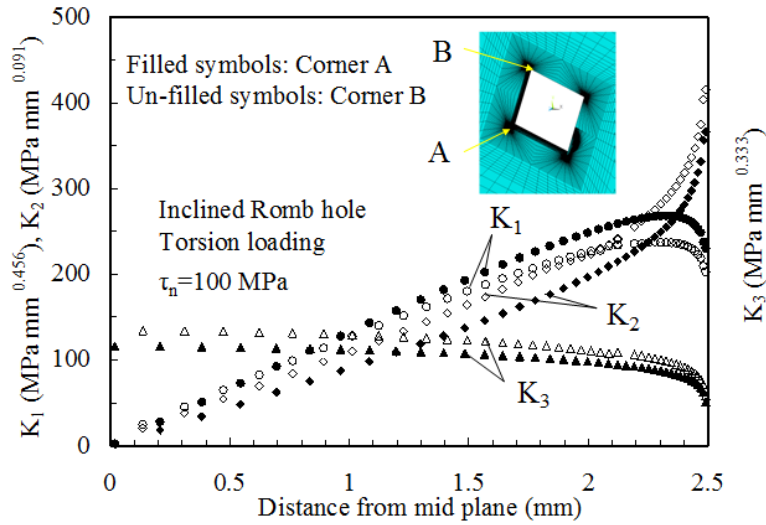 500
400
300
200
100
0
K₁ (MPa mm ⁰·⁴⁵⁶), K₂ (MPa mm ⁰·⁰⁹¹)
Filled symbols: Corner A
Un-filled symbols: Corner B
B
A
Inclined Romb hole
Torsion loading
τₙ=100 MPa
K₁
K₂
K₃
K₃ (MPa mm ⁰·³³³)
0 0.5 1 1.5 2 2.5
Distance from mid plane (mm)